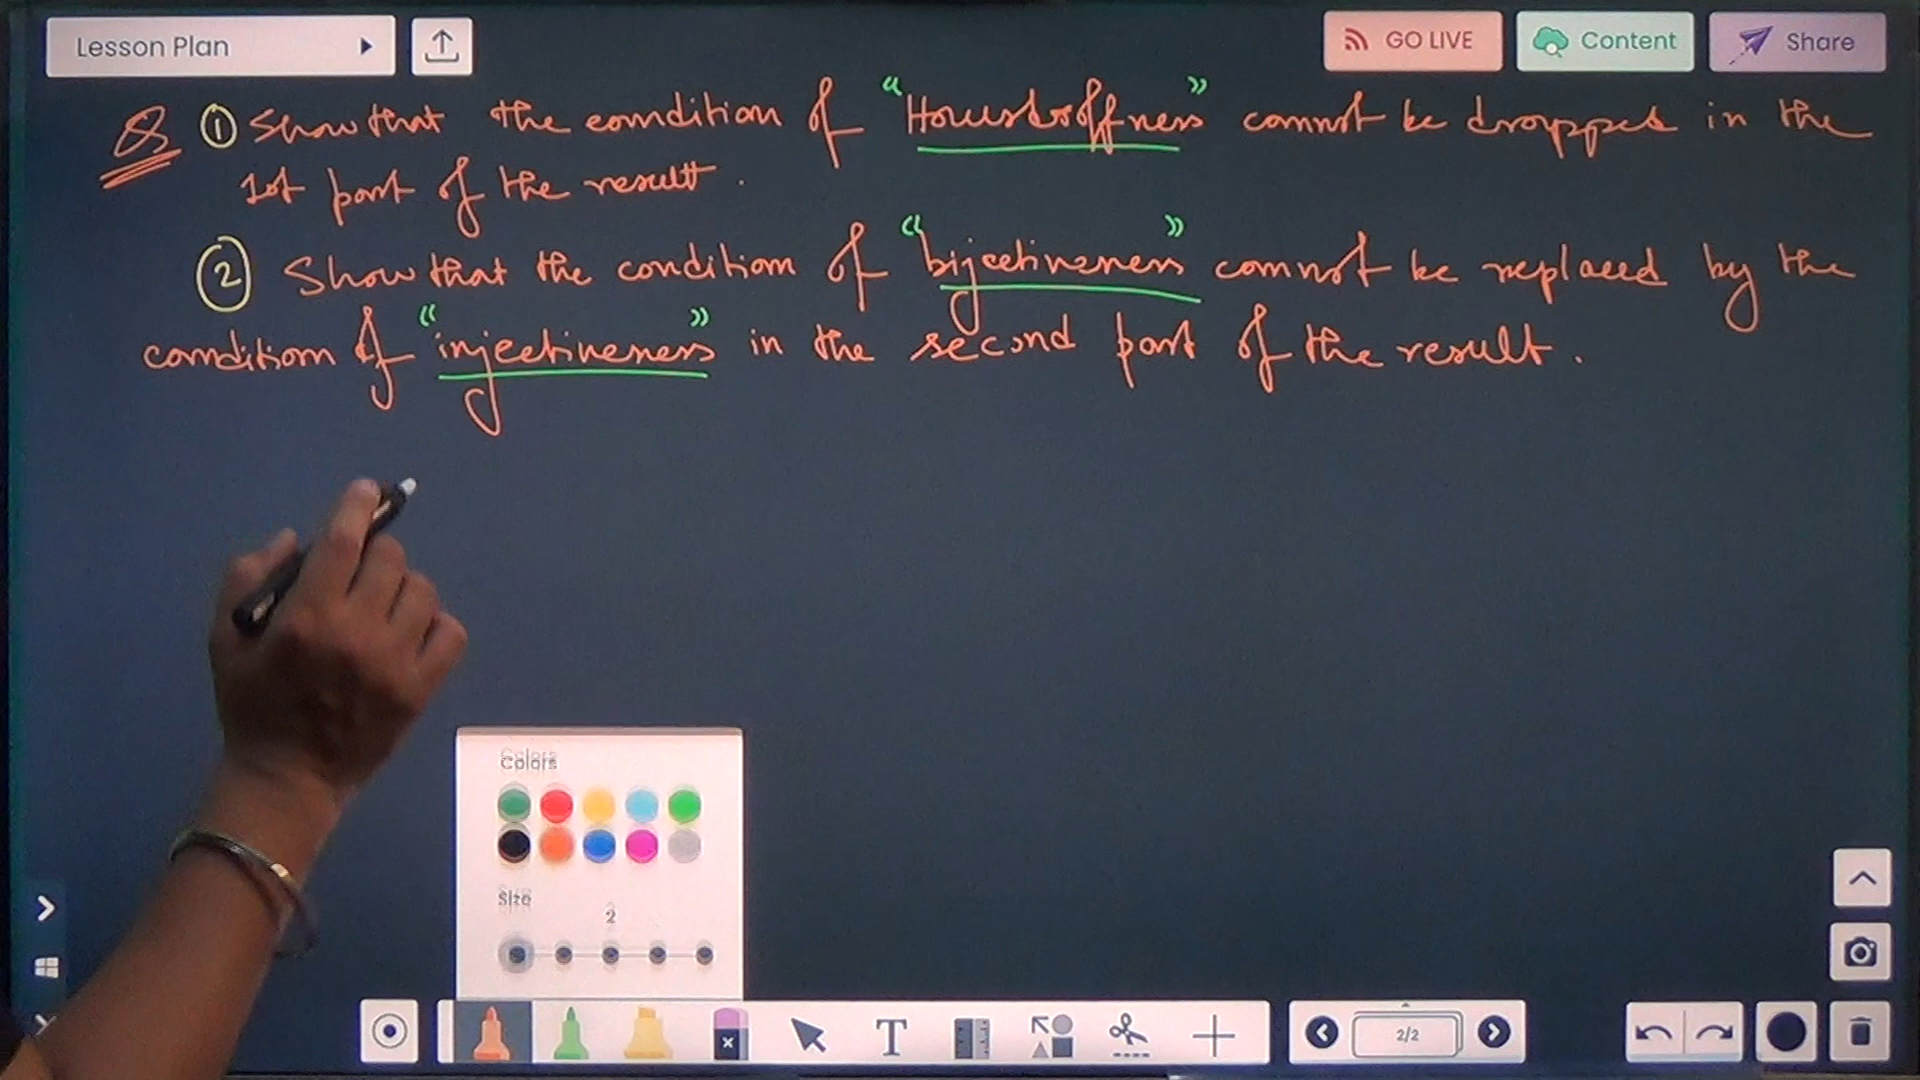 Lesson Plan
GO LIVE
Content
Share
Q ① Show that the condition of "Housdroffness" cannot be dropped in the
1st part of the result.
② Show that the condition of "bijectiveness" cannot be replaced by the
condition of "injectiveness" in the second part of the result.
Colors
Size
2
T
2/2